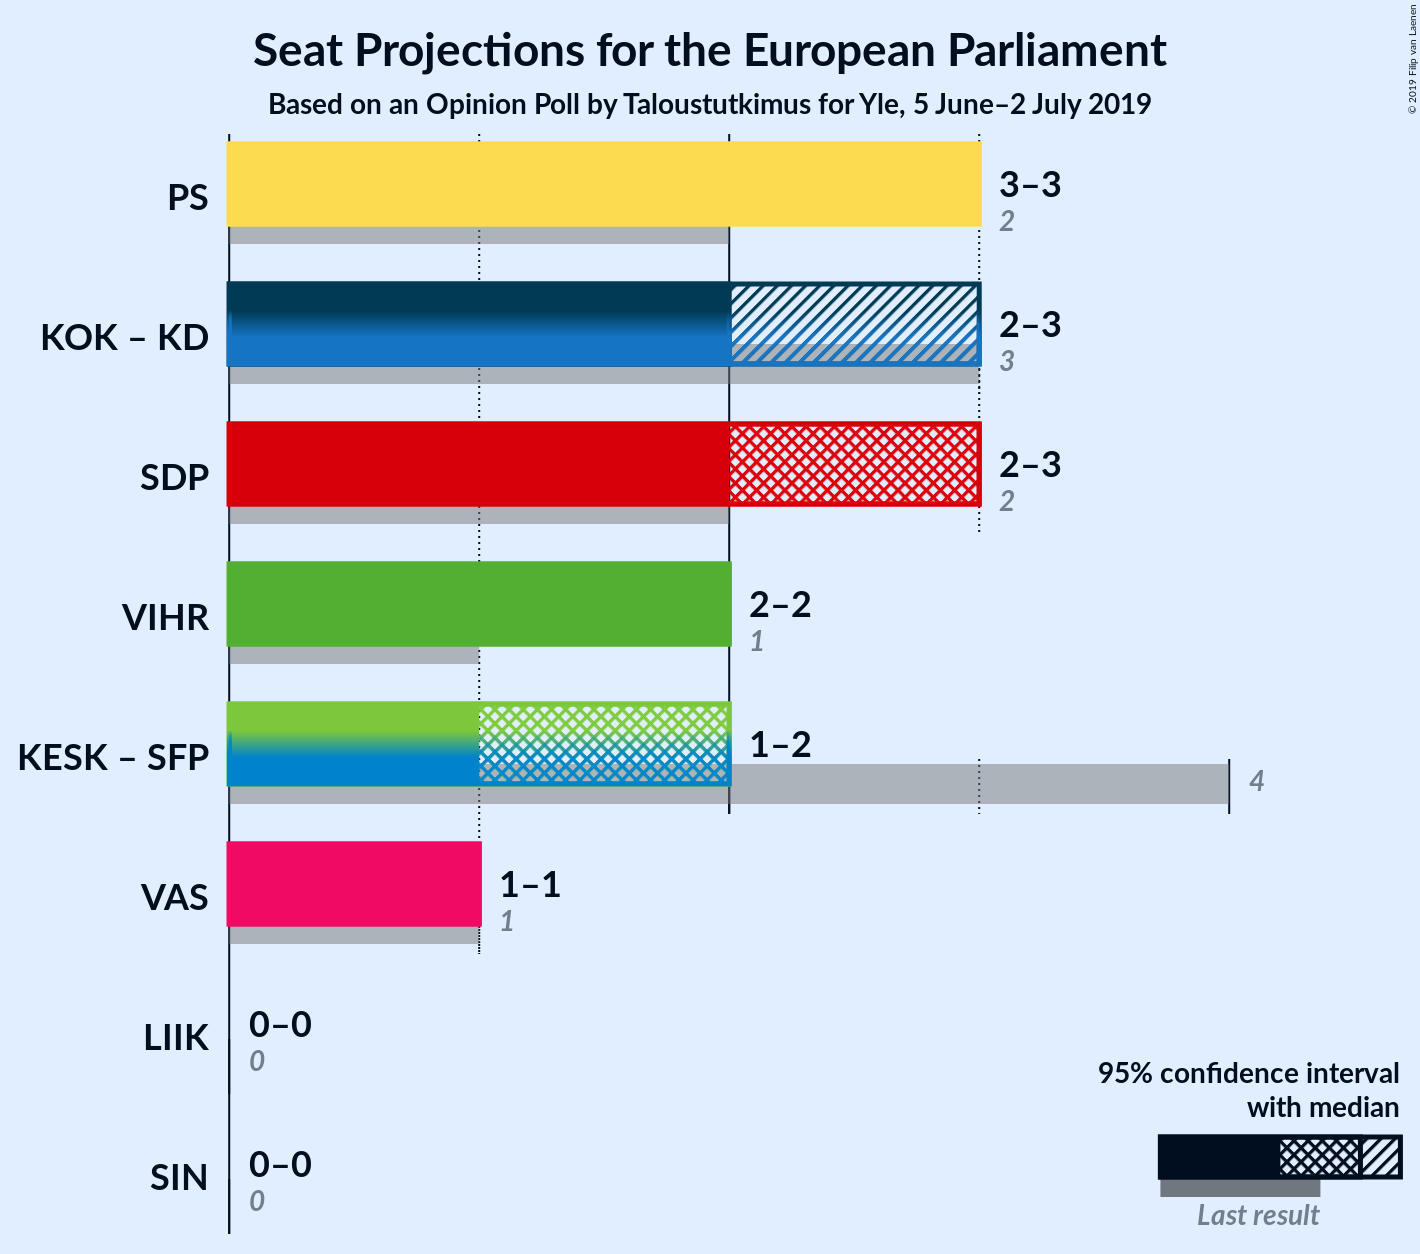 Seat Projections for the European Parliament
Based on an Opinion Poll by Taloustutkimus for Yle, 5 June–2 July 2019
© 2019 Filip van Laenen
PS
3–3
2
KOK – KD
2–3
3
SDP
2–3
2
VIHR
2–2
1
KESK – SFP
1–2
4
VAS
1–1
1
LIIK
0–0
0
SIN
0–0
0
95% confidence interval
with median
Last result